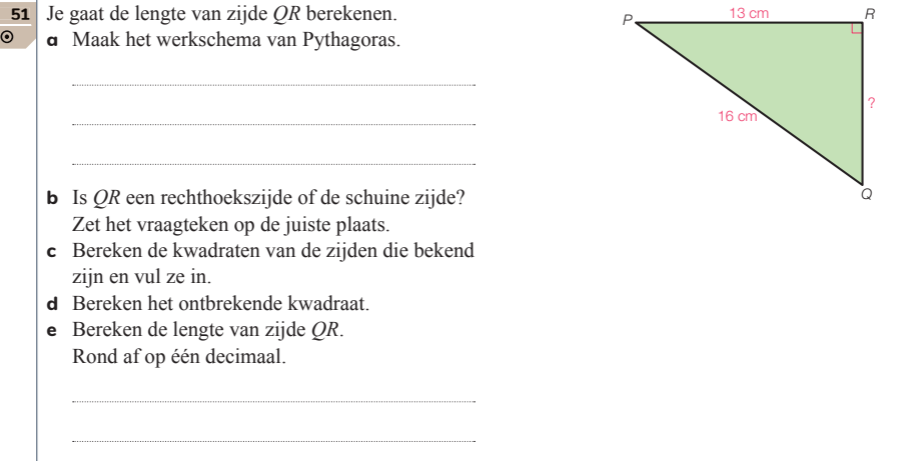 51 Je gaat de lengte van zijde QR berekenen.
a Maak het werkschema van Pythagoras.
b Is QR een rechthoekszijde of de schuine zijde?
Zet het vraagteken op de juiste plaats.
c Bereken de kwadraten van de zijden die bekend
zijn en vul ze in.
d Bereken het ontbrekende kwadraat.
e Bereken de lengte van zijde QR.
Rond af op één decimaal.
P
13 cm
R
?
16 cm
Q